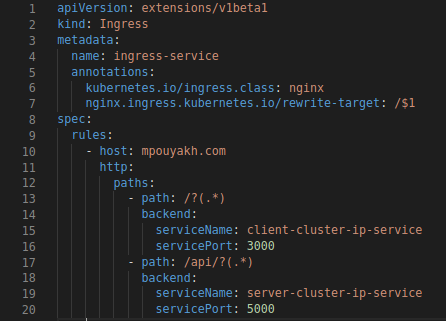 1 apiVersion: extensions/v1beta1
2 kind: Ingress
3 metadata:
4   name: ingress-service
5   annotations:
6     kubernetes.io/ingress.class: nginx
7     nginx.ingress.kubernetes.io/rewrite-target: /$1
8 spec:
9   rules:
10     - host: mpouyakh.com
11       http:
12         paths:
13           - path: /?(.*)
14             backend:
15               serviceName: client-cluster-ip-service
16               servicePort: 3000
17           - path: /api/?(.*)
18             backend:
19               serviceName: server-cluster-ip-service
20               servicePort: 5000